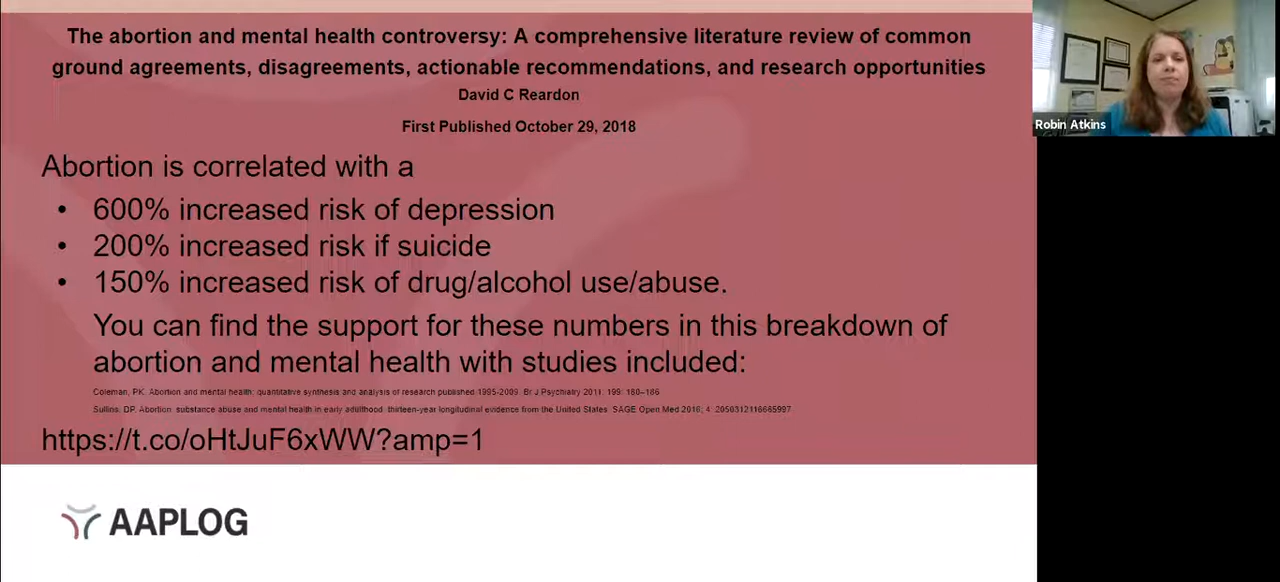 The abortion and mental health controversy: A comprehensive literature review of common
ground agreements, disagreements, actionable recommendations, and research opportunities
David C Reardon
First Published October 29, 2018
Abortion is correlated with a
• 600% increased risk of depression
• 200% increased risk if suicide
• 150% increased risk of drug/alcohol use/abuse.
You can find the support for these numbers in this breakdown of
abortion and mental health with studies included:
Coleman, PK. Abortion and mental health: quantitative synthesis and analysis of research published 1995-2009. Br J Psychiatry 2011; 199: 180–186
Sullins, DP. Abortion, substance abuse and mental health in early adulthood: thirteen-year longitudinal evidence from the United States. SAGE Open Med 2016; 4: 2050312116665997
https://t.co/oHtJuF6xWW?amp=1
AAPLOG
Robin Atkins